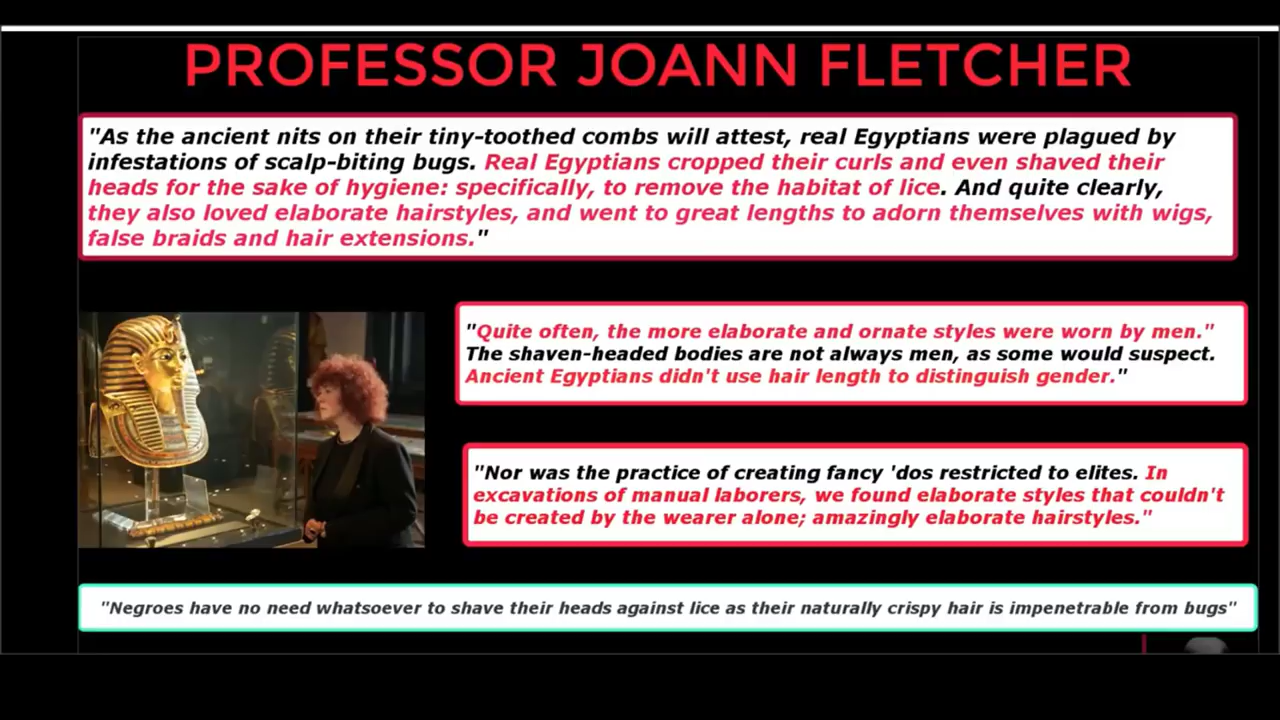 PROFESSOR JOANN FLETCHER
"As the ancient nits on their tiny-toothed combs will attest, real Egyptians were plagued by
infestations of scalp-biting bugs. Real Egyptians cropped their curls and even shaved their
heads for the sake of hygiene: specifically, to remove the habitat of lice. And quite clearly,
they also loved elaborate hairstyles, and went to great lengths to adorn themselves with wigs,
false braids and hair extensions."
"Quite often, the more elaborate and ornate styles were worn by men."
The shaven-headed bodies are not always men, as some would suspect.
Ancient Egyptians didn't use hair length to distinguish gender."
"Nor was the practice of creating fancy 'dos restricted to elites. In
excavations of manual laborers, we found elaborate styles that couldn't
be created by the wearer alone; amazingly elaborate hairstyles."
"Negroes have no need whatsoever to shave their heads against lice as their naturally crispy hair is impenetrable from bugs"